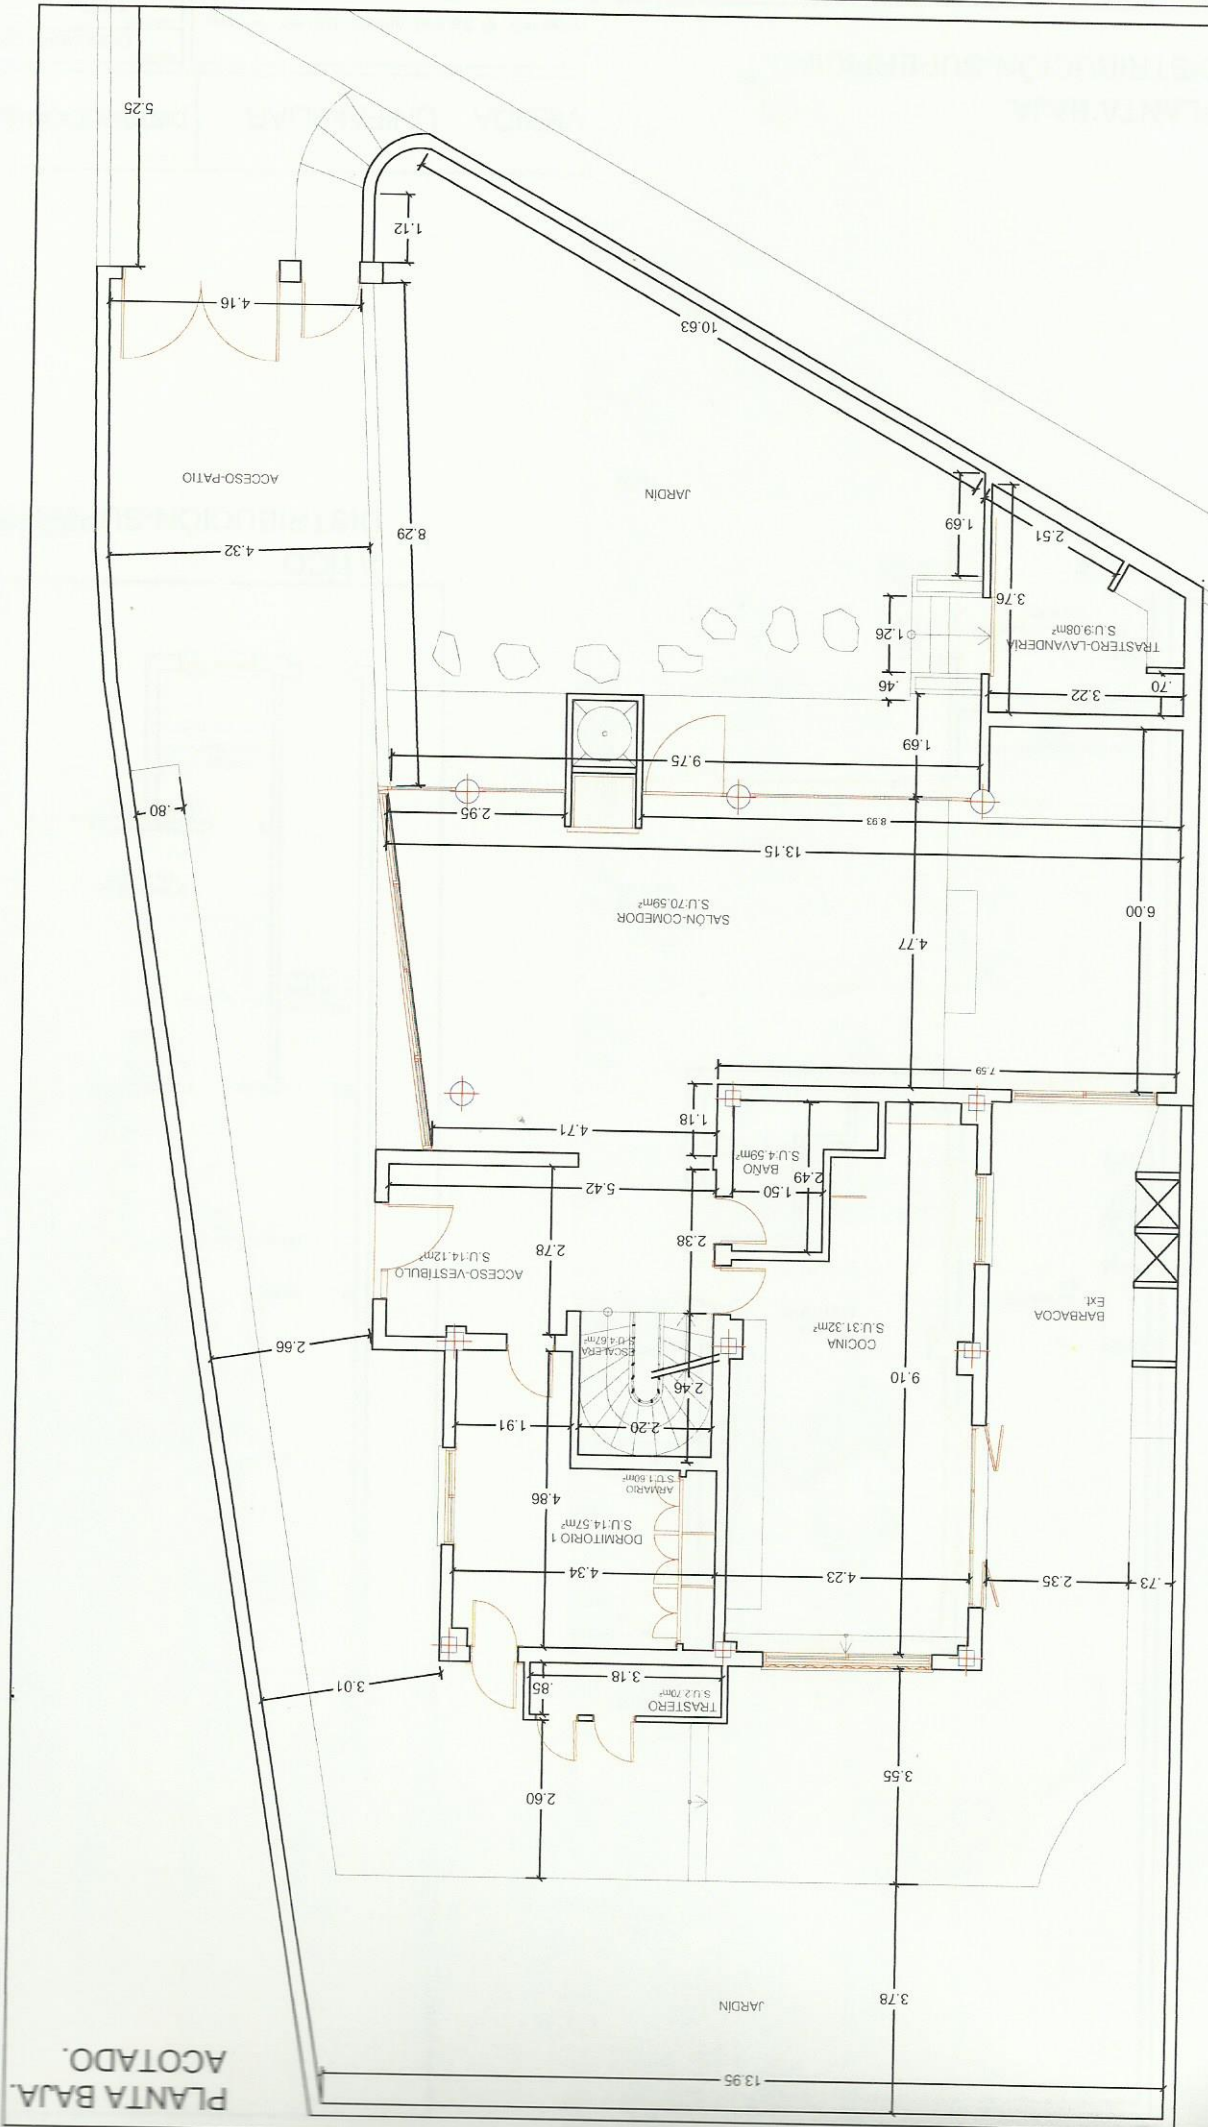 PLANTA BAJA.
ACOTADO.
13.95
JARDÍN
3.78
2.60
3.55
TRASTERO
S.U:2.70m²
3.18
.85
3.01
.73
2.35
4.23
4.34
DORMITORIO 1
S.U:14.57m²
4.86
ARMARIO
S.U:1.60m²
2.20
1.91
2.46
9.10
ESCALERA
S.U:4.67m²
COCINA
S.U:31.32m²
2.66
BARBACOA
Ext.
ACCESO-VESTÍBULO
S.U:14.12m²
2.78
2.38
5.42
1.50
2.49
BAÑO
S.U:4.59m²
4.71
1.18
7.59
4.77
6.00
SALÓN-COMEDOR
S.U:70.59m²
13.15
8.93
2.95
.80
9.75
1.69
3.22
.70
.46
TRASTERO-LAVANDERÍA
S.U:9.08m²
1.26
3.76
4.32
8.29
2.51
1.69
JARDÍN
ACCESO-PATIO
10.63
4.16
1.12
5.25